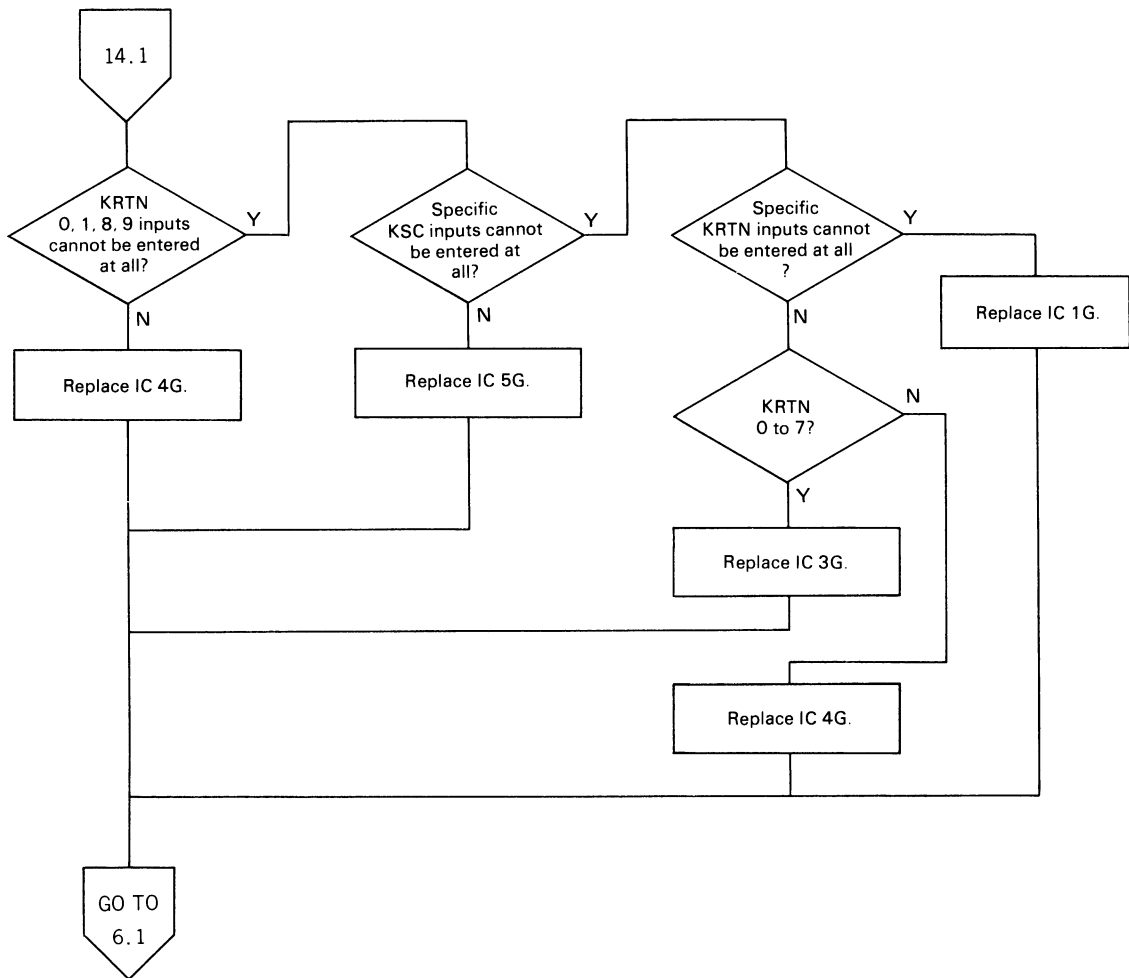 14.1
KRTN
0, 1, 8, 9 inputs
cannot be entered
at all?
Y
N
Replace IC 4G.
Specific
KSC inputs cannot
be entered at
all?
Y
N
Replace IC 5G.
Specific
KRTN inputs cannot
be entered at all
?
Y
N
Replace IC 1G.
KRTN
0 to 7?
N
Y
Replace IC 3G.
Replace IC 4G.
GO TO
6.1